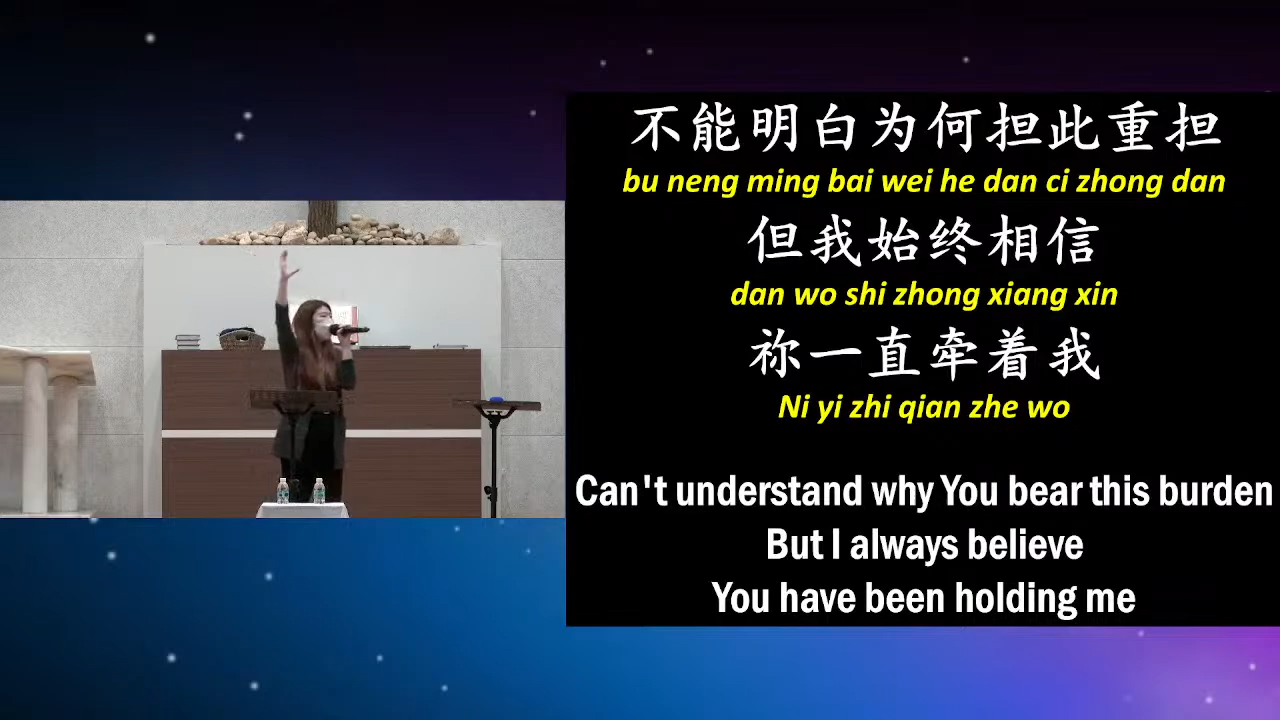 不能明白为何担此重担
bu neng ming bai wei he dan ci zhong dan
但我始终相信
dan wo shi zhong xiang xin
祢一直牵着我
Ni yi zhi qian zhe wo
Can't understand why You bear this burden
But I always believe
You have been holding me